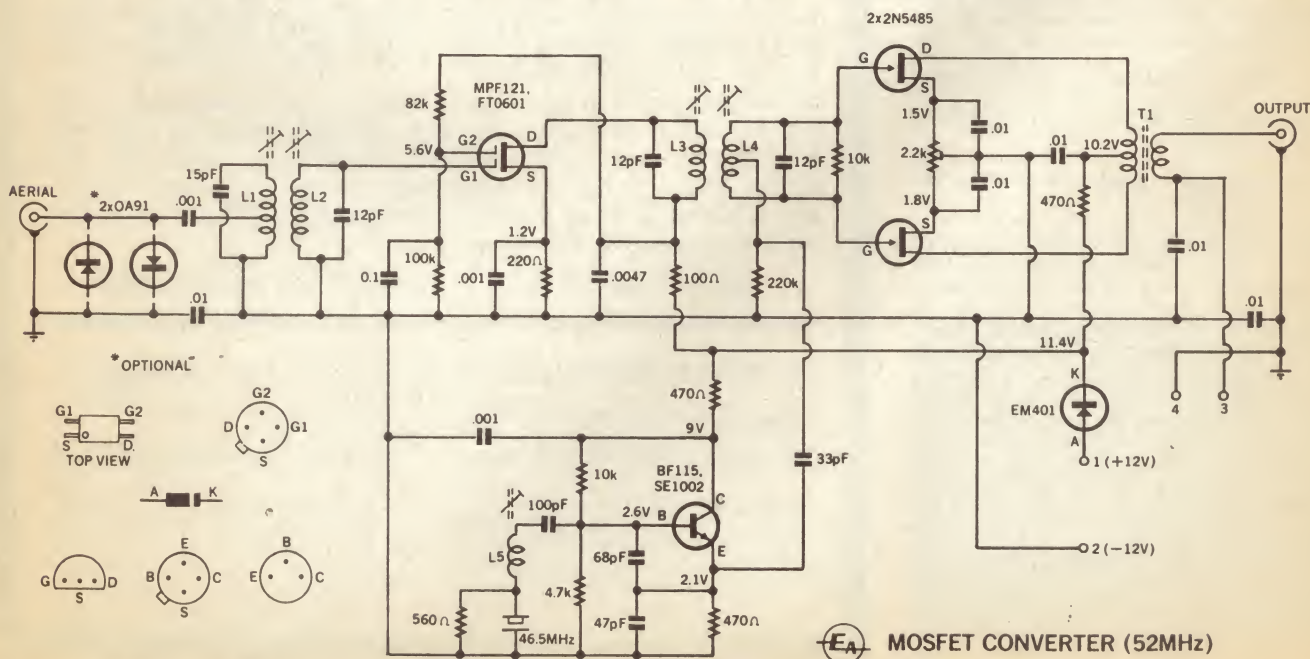 2x2N5485
D
G
MPF121,
FT0601
S
OUTPUT
82k
1.5V
T1
.01
G2
D
.01
10.2V
5.6V
12pF
L3
L4
12pF
10k
2.2k
15pF
G1
S
AERIAL
*
2xOA91
.001
L1
L2
.01
470Ω
12pF
1.8V
S
1.2V
G
.01
0.1
100k
.001
220Ω
.0047
100Ω
220k
.01
.01
11.4V
*OPTIONAL
K
470Ω
EM401
4
3
G2
G1
G2
D
G1
A
S
D.
.001
9V
S
TOP VIEW
1 (+12V)
10k
BF115,
SE1002
33pF
A
K
C
100pF
2.6V
B
E
2 (−12V)
L5
68pF
E
B
2.1V
G
D
B
C
E
C
4.7k
S
S
560Ω
47pF
470Ω
46.5MHz
EA MOSFET CONVERTER (52MHz)